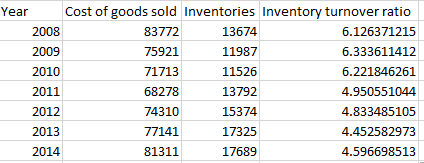 Year Cost of goods sold Inventories Inventory turnover ratio
2008 83772 13674 6.126371215
2009 75921 11987 6.333611412
2010 71713 11526 6.221846261
2011 68278 13792 4.950551044
2012 74310 15374 4.833485105
2013 77141 17325 4.452582973
2014 81311 17689 4.596698513